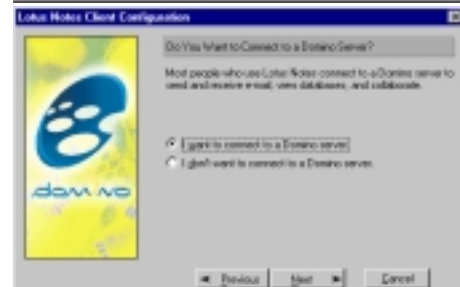 Lotus Notes Client Configuration
Do You Want to Connect to a Domino Server?
Most people who use Lotus Notes connect to a Domino server to
send and receive e-mail, view databases, and collaborate.
I want to connect to a Domino server.
I don't want to connect to a Domino server.
domino
Previous Next Cancel